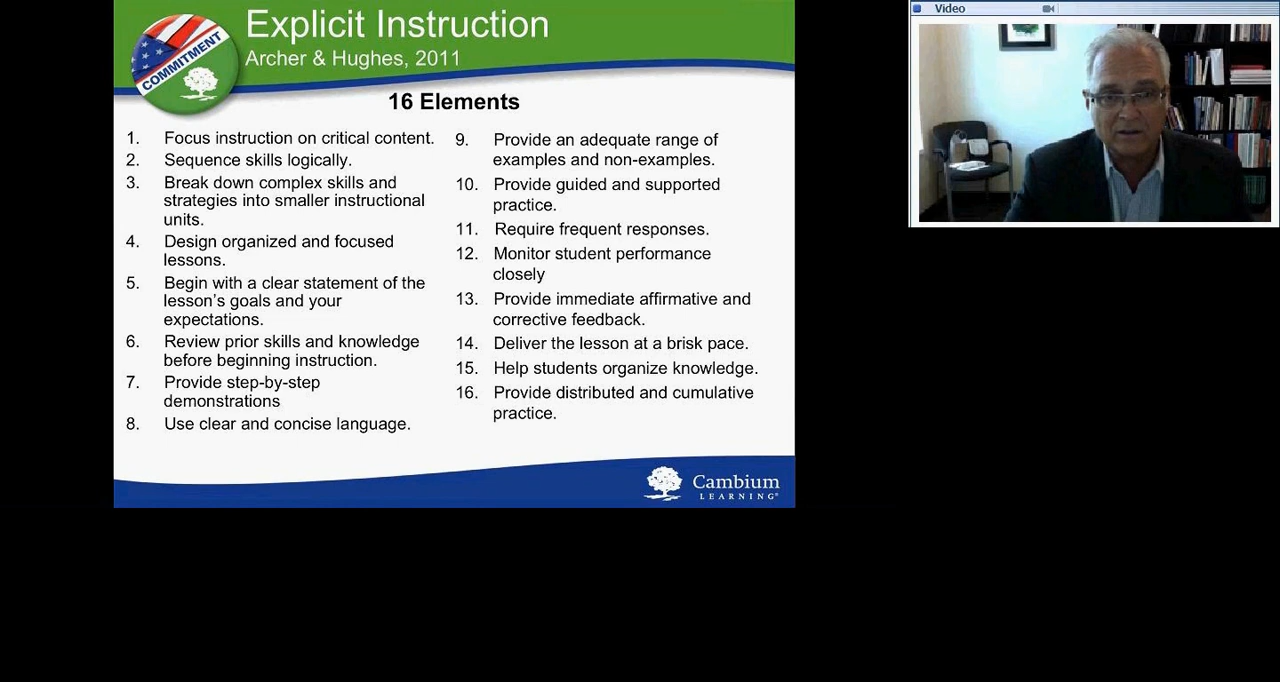 Explicit Instruction
Archer & Hughes, 2011
COMMITMENT
16 Elements
1. Focus instruction on critical content.
2. Sequence skills logically.
3. Break down complex skills and
strategies into smaller instructional
units.
4. Design organized and focused
lessons.
5. Begin with a clear statement of the
lesson's goals and your
expectations.
6. Review prior skills and knowledge
before beginning instruction.
7. Provide step-by-step
demonstrations
8. Use clear and concise language.
9. Provide an adequate range of
examples and non-examples.
10. Provide guided and supported
practice.
11. Require frequent responses.
12. Monitor student performance
closely
13. Provide immediate affirmative and
corrective feedback.
14. Deliver the lesson at a brisk pace.
15. Help students organize knowledge.
16. Provide distributed and cumulative
practice.
Cambium
LEARNING®
Video